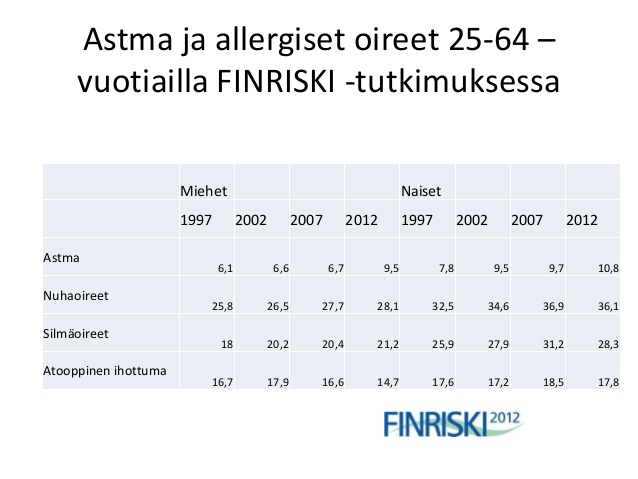 Astma ja allergiset oireet 25-64 –
vuotiailla FINRISKI -tutkimuksessa
Miehet Naiset
1997 2002 2007 2012 1997 2002 2007 2012
Astma 6,1 6,6 6,7 9,5 7,8 9,5 9,7 10,8
Nuhaoireet 25,8 26,5 27,7 28,1 32,5 34,6 36,9 36,1
Silmäoireet 18 20,2 20,4 21,2 25,9 27,9 31,2 28,3
Atooppinen ihottuma 16,7 17,9 16,6 14,7 17,6 17,2 18,5 17,8
FINRISKI 2012